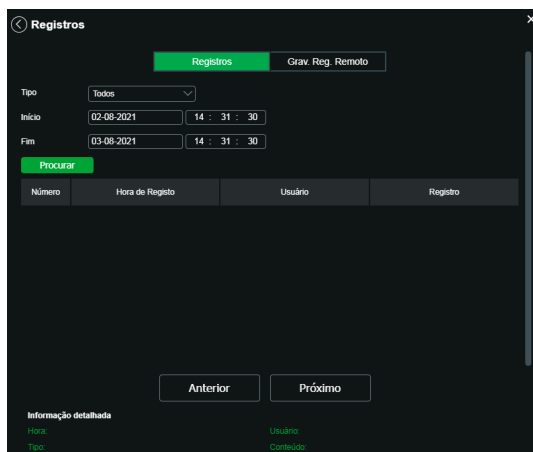 Registros
Registros Grav. Reg. Remoto
Tipo Todos
Início 02-08-2021 14 : 31 : 30
Fim 03-08-2021 14 : 31 : 30
Procurar
Número Hora de Registo Usuário Registro
Anterior Próximo
Informação detalhada
Hora: Usuário:
Tipo: Conteúdo: